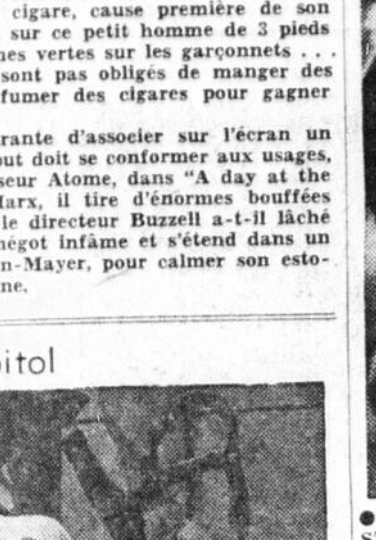 cigare, cause première de son
sur ce petit homme de 3 pieds
nes vertes sur les garçonnets . . .
sont pas obligés de manger des
fumer des cigares pour gagner
rante d'associer sur l'écran un
out doit se conformer aux usages,
seur Atome, dans "A day at the
Marx, il tire d'énormes bouffées
le directeur Buzzell a-t-il lâché
mégot infâme et s'étend dans un
n-Mayer, pour calmer son esto-
ne.
itol